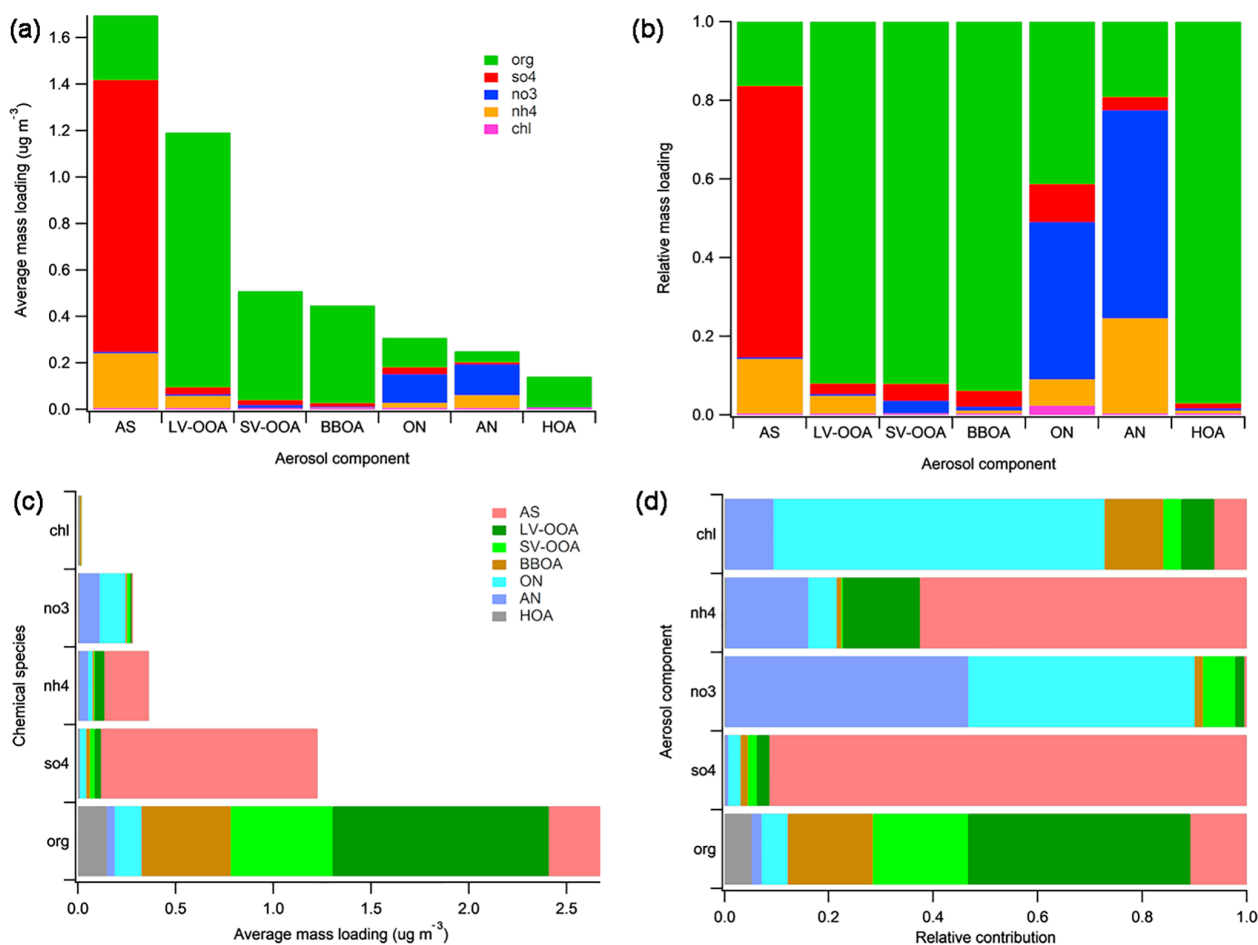 (a)
1.6
1.4
1.2
1.0
0.8
0.6
0.4
0.2
0.0
Average mass loading (ug m-3)
org
so4
no3
nh4
chl
AS LV-OOA SV-OOA BBOA ON AN HOA
Aerosol component
(b)
1.0
0.8
0.6
0.4
0.2
0.0
Relative mass loading
AS LV-OOA SV-OOA BBOA ON AN HOA
Aerosol component
(c)
chl
no3
nh4
so4
org
Chemical species
AS
LV-OOA
SV-OOA
BBOA
ON
AN
HOA
0.0 0.5 1.0 1.5 2.0 2.5
Average mass loading (ug m-3)
(d)
chl
nh4
no3
so4
org
Aerosol component
0.0 0.2 0.4 0.6 0.8 1.0
Relative contribution